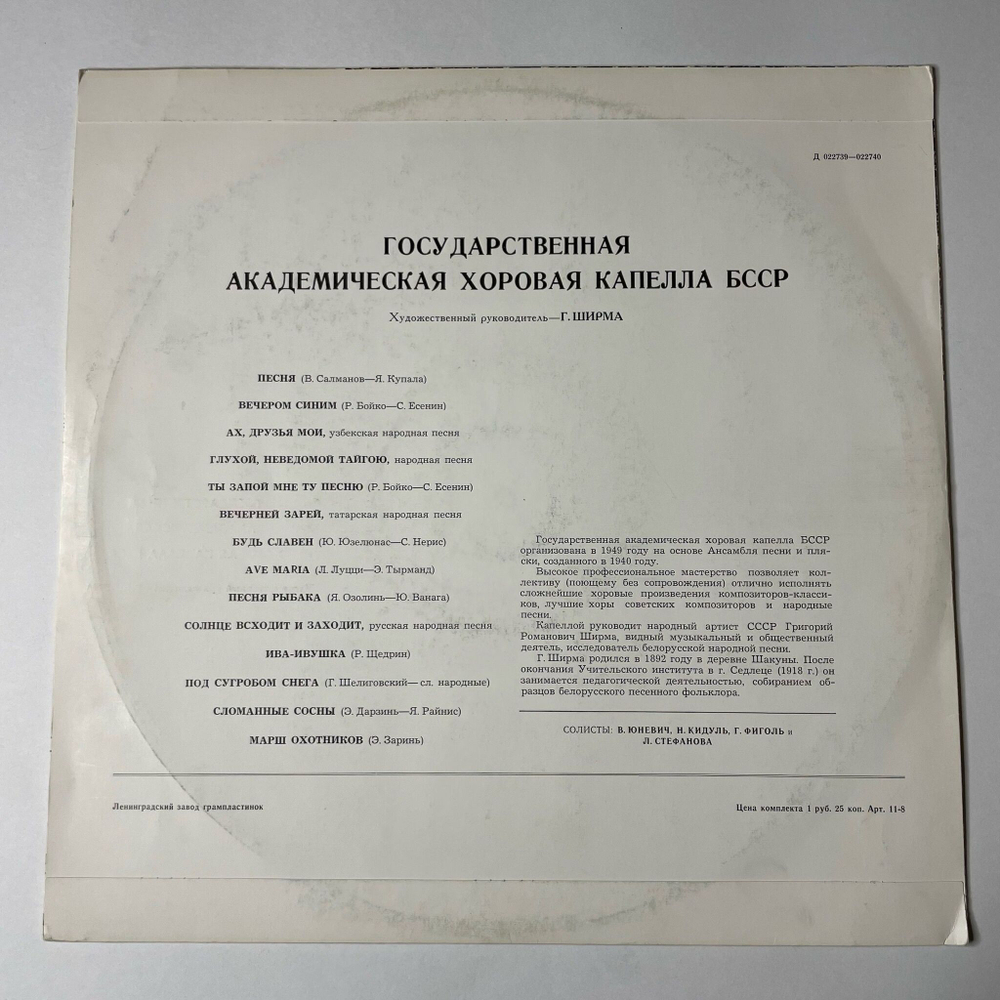 Д 022739—022740
ГОСУДАРСТВЕННАЯ
АКАДЕМИЧЕСКАЯ ХОРОВАЯ КАПЕЛЛА БССР
Художественный руководитель—Г. ШИРМА
ПЕСНЯ (В. Салманов—Я. Купала)
ВЕЧЕРОМ СИНИМ (Р. Бойко—С. Есенин)
АХ, ДРУЗЬЯ МОИ, узбекская народная песня
ГЛУХОЙ, НЕВЕДОМОЙ ТАЙГОЮ, народная песня
ТЫ ЗАПОЙ МНЕ ТУ ПЕСНЮ (Р. Бойко—С. Есенин)
ВЕЧЕРНЕЙ ЗАРЕЙ, татарская народная песня
БУДЬ СЛАВЕН (Ю. Юзелюнас—С. Нерис)
AVE MARIA (Л. Луцци—Э. Тырманд)
ПЕСНЯ РЫБАКА (Я. Озолинь—Ю. Ванага)
СОЛНЦЕ ВСХОДИТ И ЗАХОДИТ, русская народная песня
ИВА-ИВУШКА (Р. Щедрин)
ПОД СУГРОБОМ СНЕГА (Г. Шелиговский—сл. народные)
СЛОМАННЫЕ СОСНЫ (Э. Дарзинь—Я. Райнис)
МАРШ ОХОТНИКОВ (Э. Заринь)
Государственная академическая хоровая капелла БССР
организована в 1949 году на основе Ансамбля песни и пля-
ски, созданного в 1940 году.
Высокое профессиональное мастерство позволяет кол-
лективу (поющему без сопровождения) отлично исполнять
сложнейшие хоровые произведения композиторов-класси-
ков, лучшие хоры советских композиторов и народные
песни.
Капеллой руководит народный артист СССР Григорий
Романович Ширма, видный музыкальный и общественный
деятель, исследователь белорусской народной песни.
Г. Ширма родился в 1892 году в деревне Шакуны. После
окончания Учительского института в г. Седлеце (1918 г.) он
занимается педагогической деятельностью, собиранием об-
разцов белорусского песенного фольклора.
СОЛИСТЫ: В. ЮНЕВИЧ, Н. КИДУЛЬ, Г. ФИГОЛЬ и
Л. СТЕФАНОВА
Ленинградский завод грампластинок
Цена комплекта 1 руб. 25 коп. Арт. 11-8